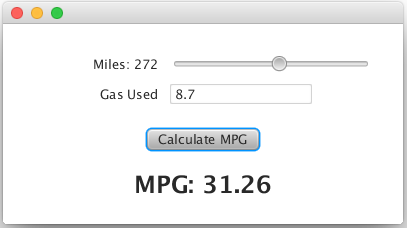 Miles: 272
Gas Used 8.7
Calculate MPG
MPG: 31.26